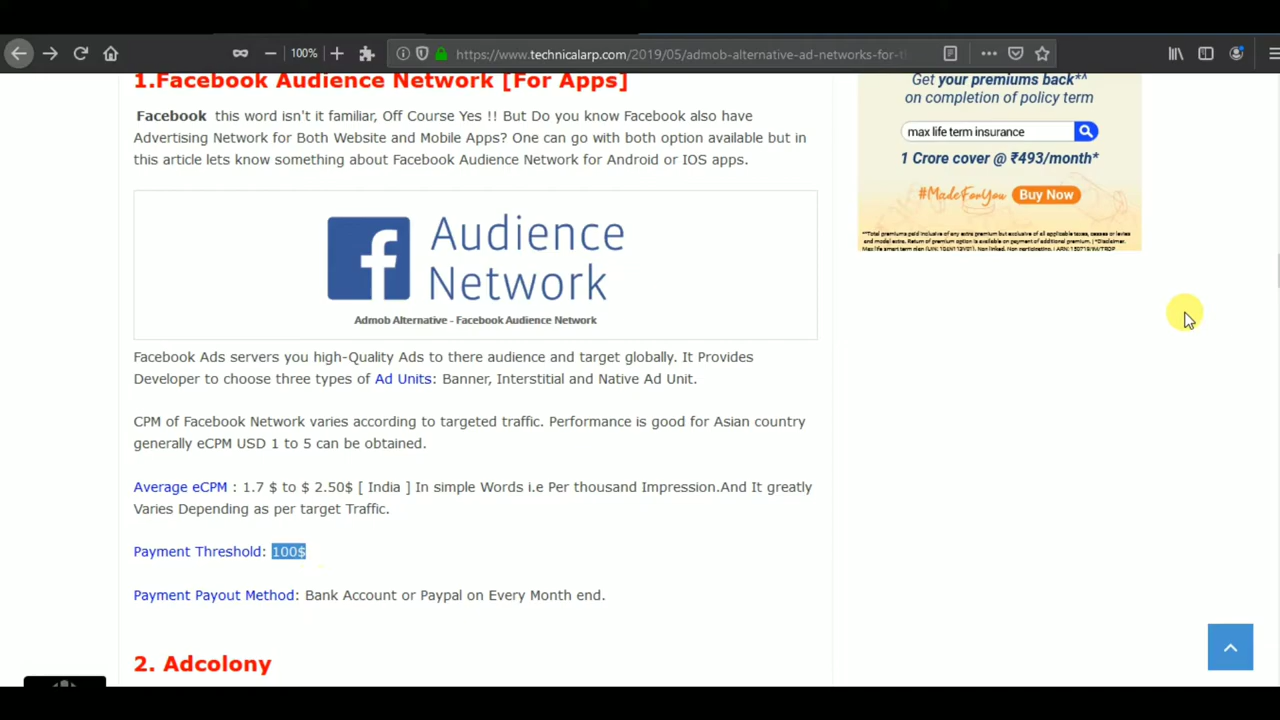 100%
https://www.technicalarp.com/2019/05/admob-alternative-ad-networks-for-t
1.Facebook Audience Network [For Apps]
Facebook this word isn't it familiar, Off Course Yes !! But Do you know Facebook also have
Advertising Network for Both Website and Mobile Apps? One can go with both option available but in
this article lets know something about Facebook Audience Network for Android or IOS apps.
f Audience
Network
Admob Alternative - Facebook Audience Network
Facebook Ads servers you high-Quality Ads to there audience and target globally. It Provides
Developer to choose three types of Ad Units: Banner, Interstitial and Native Ad Unit.
CPM of Facebook Network varies according to targeted traffic. Performance is good for Asian country
generally eCPM USD 1 to 5 can be obtained.
Average eCPM : 1.7 $ to $ 2.50$ [ India ] In simple Words i.e Per thousand Impression.And It greatly
Varies Depending as per target Traffic.
Payment Threshold: 100$
Payment Payout Method: Bank Account or Paypal on Every Month end.
2. Adcolony
Get your premiums back*^
on completion of policy term
max life term insurance
1 Crore cover @ ₹493/month*
#MadeForYou Buy Now